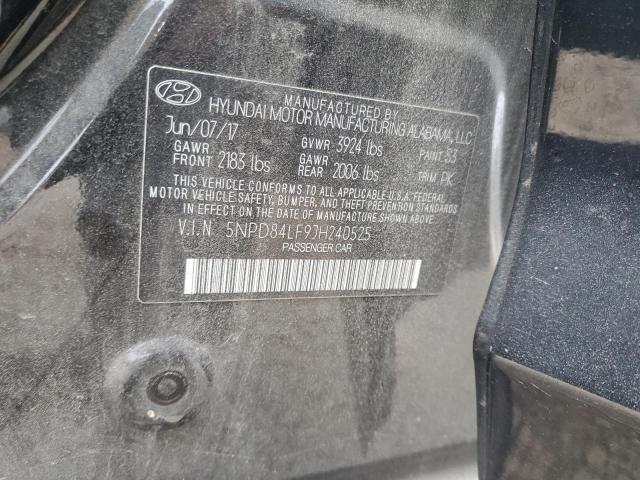 MANUFACTURED BY
HYUNDAI MOTOR MANUFACTURING ALABAMA, LLC
Jun/07/17 GVWR 3924 lbs PAINT S3
GAWR FRONT 2183 lbs GAWR REAR 2006 lbs TRIM PK
THIS VEHICLE CONFORMS TO ALL APPLICABLE U.S.A. FEDERAL
MOTOR VEHICLE SAFETY, BUMPER, AND THEFT PREVENTION STANDARDS
IN EFFECT ON THE DATE OF MANUFACTURE SHOWN ABOVE.
V.I.N 5NPD84LF9JH240525
PASSENGER CAR